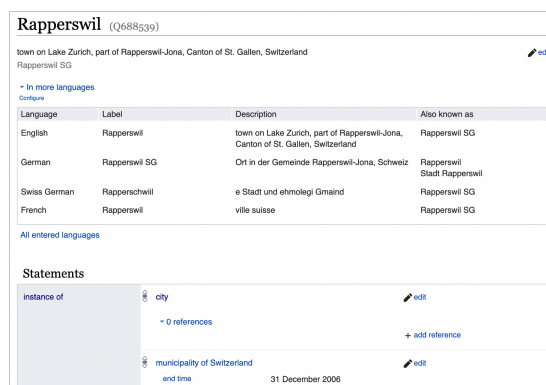 Rapperswil (Q688539)
town on Lake Zurich, part of Rapperswil-Jona, Canton of St. Gallen, Switzerland
ed
Rapperswil SG
In more languages
Configure
Language Label Description Also known as
English Rapperswil town on Lake Zurich, part of Rapperswil-Jona, Rapperswil SG
Canton of St. Gallen, Switzerland
German Rapperswil SG Ort in der Gemeinde Rapperswil-Jona, Schweiz Rapperswil
Stadt Rapperswil
Swiss German Rapperschwiil e Stadt und ehmolegi Gmaind Rapperswil SG
French Rapperswil ville suisse Rapperswil SG
All entered languages
Statements
instance of city edit
0 references
+ add reference
municipality of Switzerland edit
end time 31 December 2006